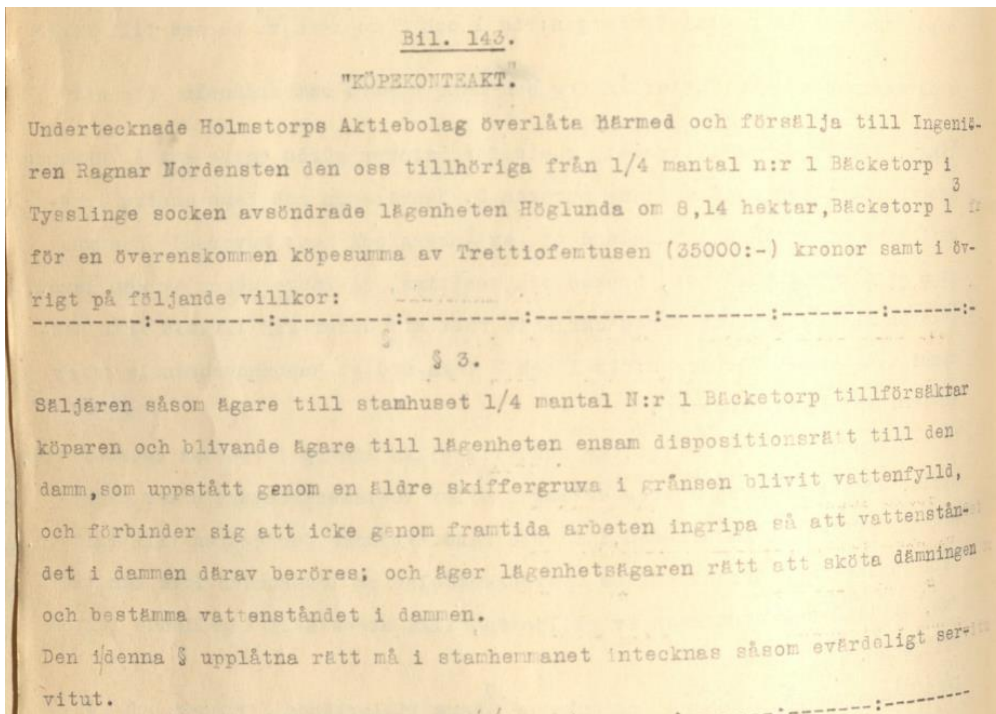 Bil. 143.
"KÖPEKONTEAKT."
Undertecknade Holmstorps Aktiebolag överlåta härmed och försälja till Ingeniö-
ren Ragnar Nordensten den oss tillhöriga från 1/4 mantal n:r 1 Bäcketorp i
Tysslinge socken avsöndrade lägenheten Höglunda om 8,14 hektar,Bäcketorp 1 3
för en överenskommen köpesumma av Trettiofemtusen (35000:-) kronor samt i öv-
rigt på följande villkor:
---------:---------:---------:---------:---------:--------:--------:-------:-
§ 3.
Säljaren såsom ägare till stamhuset 1/4 mantal N:r 1 Bäcketorp tillförsäktar
köparen och blivande ägare till lägenheten ensam dispositionsrätt till den
damm,som uppstått genom en äldre skiffergruva i gränsen blivit vattenfylld,
och förbinder sig att icke genom framtida arbeten ingripa så att vattenstån-
det i dammen därav beröres; och äger lägenhetsägaren rätt att sköta dämningen
och bestämma vattenståndet i dammen.
Den i denna § upplåtna rätt må i stamhemmanet intecknas såsom evärdeligt ser-
vitut.